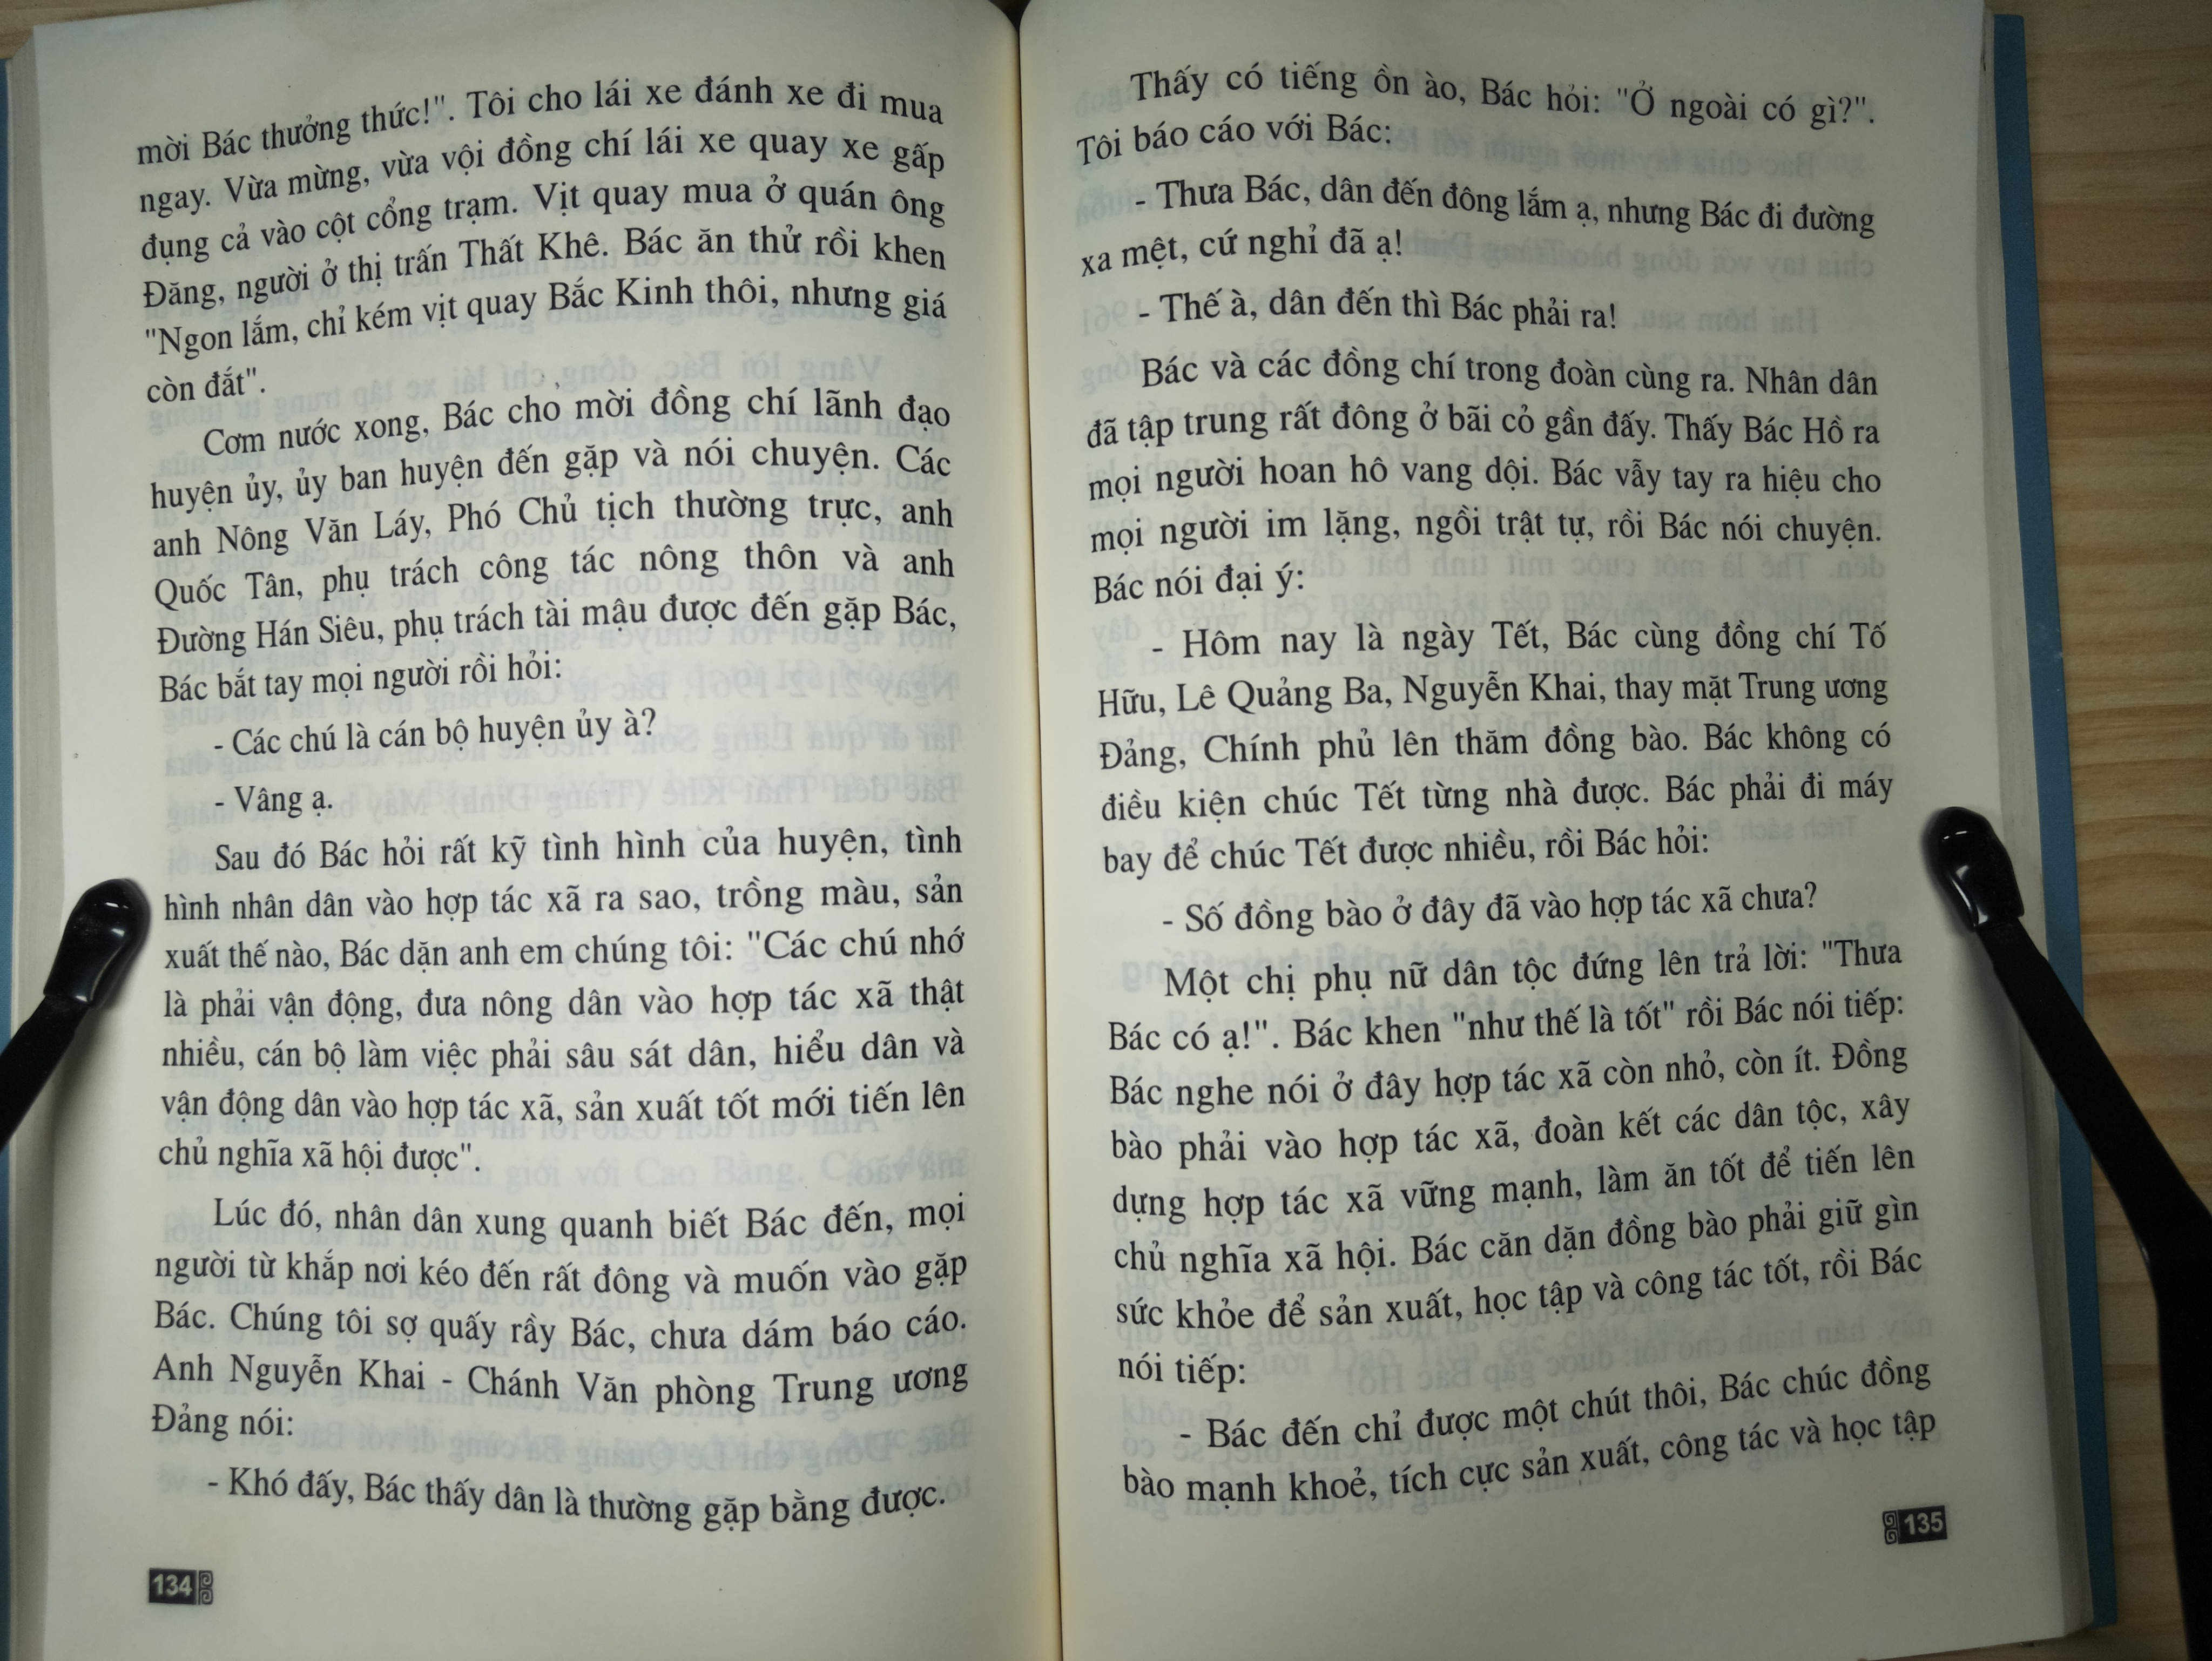 mời Bác thưởng thức!". Tôi cho lái xe đánh xe đi mua
ngay. Vừa mừng, vừa vội đồng chí lái xe quay xe gấp
đụng cả vào cột cổng trạm. Vịt quay mua ở quán ông
Đăng, người ở thị trấn Thất Khê. Bác ăn thử rồi khen
"Ngon lắm, chỉ kém vịt quay Bắc Kinh thôi, nhưng giá
còn đắt".
Cơm nước xong, Bác cho mời đồng chí lãnh đạo
huyện ủy, ủy ban huyện đến gặp và nói chuyện. Các
anh Nông Văn Láy, Phó Chủ tịch thường trực, anh
Quốc Tân, phụ trách công tác nông thôn và anh
Đường Hán Siêu, phụ trách tài mậu được đến gặp Bác,
Bác bắt tay mọi người rồi hỏi:
- Các chú là cán bộ huyện ủy à?
- Vâng ạ.
Sau đó Bác hỏi rất kỹ tình hình của huyện, tình
hình nhân dân vào hợp tác xã ra sao, trồng màu, sản
xuất thế nào, Bác dặn anh em chúng tôi: "Các chú nhớ
là phải vận động, đưa nông dân vào hợp tác xã thật
nhiều, cán bộ làm việc phải sâu sát dân, hiểu dân và
vận động dân vào hợp tác xã, sản xuất tốt mới tiến lên
chủ nghĩa xã hội được".
Lúc đó, nhân dân xung quanh biết Bác đến, mọi
người từ khắp nơi kéo đến rất đông và muốn vào gặp
Bác. Chúng tôi sợ quấy rầy Bác, chưa dám báo cáo.
Anh Nguyễn Khai - Chánh Văn phòng Trung ương
Đảng nói:
- Khó đấy, Bác thấy dân là thường gặp bằng được.
134
Thấy có tiếng ồn ào, Bác hỏi: "Ở ngoài có gì?".
Tôi báo cáo với Bác:
- Thưa Bác, dân đến đông lắm ạ, nhưng Bác đi đường
xa mệt, cứ nghỉ đã ạ!
- Thế à, dân đến thì Bác phải ra!
Bác và các đồng chí trong đoàn cùng ra. Nhân dân
đã tập trung rất đông ở bãi cỏ gần đấy. Thấy Bác Hồ ra
mọi người hoan hô vang dội. Bác vẫy tay ra hiệu cho
mọi người im lặng, ngồi trật tự, rồi Bác nói chuyện.
Bác nói đại ý:
- Hôm nay là ngày Tết, Bác cùng đồng chí Tố
Hữu, Lê Quảng Ba, Nguyễn Khai, thay mặt Trung ương
Đảng, Chính phủ lên thăm đồng bào. Bác không có
điều kiện chúc Tết từng nhà được. Bác phải đi máy
bay để chúc Tết được nhiều, rồi Bác hỏi:
- Số đồng bào ở đây đã vào hợp tác xã chưa?
Một chị phụ nữ dân tộc đứng lên trả lời: "Thưa
Bác có ạ!". Bác khen "như thế là tốt" rồi Bác nói tiếp:
Bác nghe nói ở đây hợp tác xã còn nhỏ, còn ít. Đồng
bào phải vào hợp tác xã, đoàn kết các dân tộc, xây
dựng hợp tác xã vững mạnh, làm ăn tốt để tiến lên
chủ nghĩa xã hội. Bác căn dặn đồng bào phải giữ gìn
sức khỏe để sản xuất, học tập và công tác tốt, rồi Bác
nói tiếp:
- Bác đến chỉ được một chút thôi, Bác chúc đồng
bào mạnh khoẻ, tích cực sản xuất, công tác và học tập
135